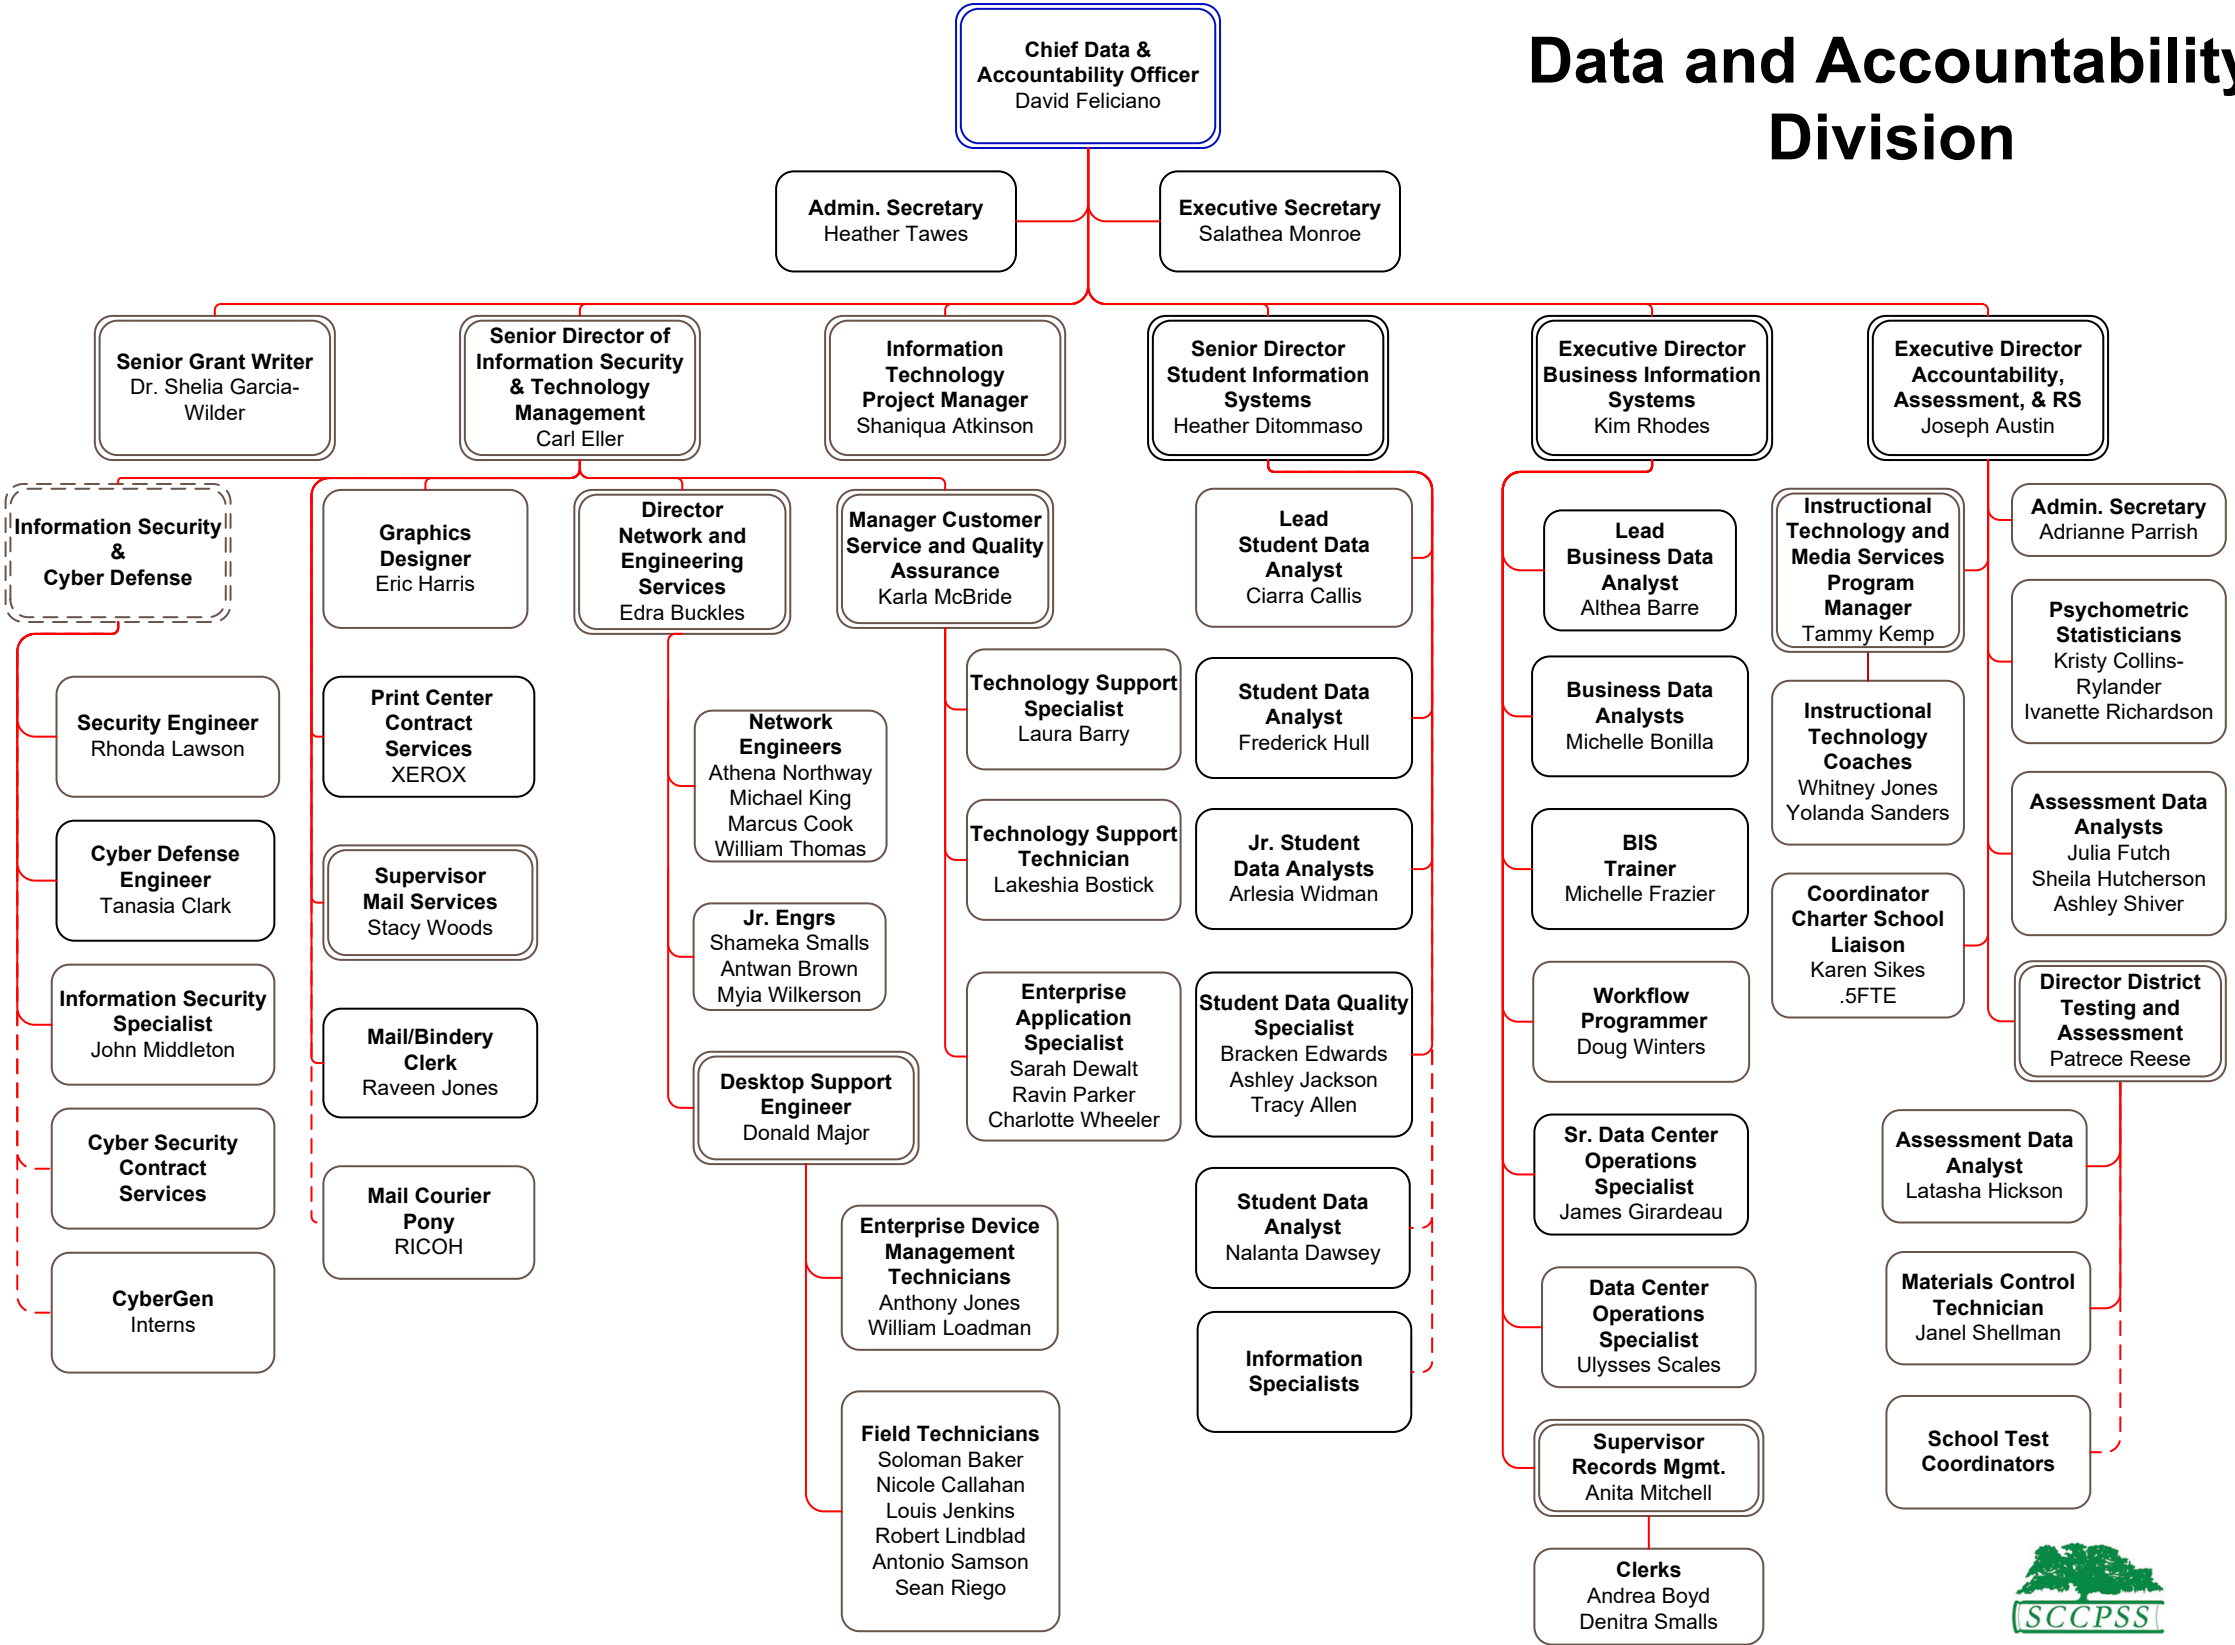 Data and Accountability
Division
Chief Data &
Accountability Officer
David Feliciano
Admin. Secretary
Heather Tawes
Executive Secretary
Salathea Monroe
Senior Grant Writer
Dr. Shelia Garcia-
Wilder
Senior Director of
Information Security
& Technology
Management
Carl Eller
Information
Technology
Project Manager
Shaniqua Atkinson
Senior Director
Student Information
Systems
Heather Ditommaso
Executive Director
Business Information
Systems
Kim Rhodes
Executive Director
Accountability,
Assessment, & RS
Joseph Austin
Information Security
&
Cyber Defense
Security Engineer
Rhonda Lawson
Cyber Defense
Engineer
Tanasia Clark
Information Security
Specialist
John Middleton
Cyber Security
Contract
Services
CyberGen
Interns
Graphics
Designer
Eric Harris
Print Center
Contract
Services
XEROX
Supervisor
Mail Services
Stacy Woods
Mail/Bindery
Clerk
Raveen Jones
Mail Courier
Pony
RICOH
Director
Network and
Engineering
Services
Edra Buckles
Network
Engineers
Athena Northway
Michael King
Marcus Cook
William Thomas
Jr. Engrs
Shameka Smalls
Antwan Brown
Myia Wilkerson
Desktop Support
Engineer
Donald Major
Enterprise Device
Management
Technicians
Anthony Jones
William Loadman
Field Technicians
Soloman Baker
Nicole Callahan
Louis Jenkins
Robert Lindblad
Antonio Samson
Sean Riego
Manager Customer
Service and Quality
Assurance
Karla McBride
Technology Support
Specialist
Laura Barry
Technology Support
Technician
Lakeshia Bostick
Enterprise
Application
Specialist
Sarah Dewalt
Ravin Parker
Charlotte Wheeler
Lead
Student Data
Analyst
Ciarra Callis
Student Data
Analyst
Frederick Hull
Jr. Student
Data Analysts
Arlesia Widman
Student Data Quality
Specialist
Bracken Edwards
Ashley Jackson
Tracy Allen
Student Data
Analyst
Nalanta Dawsey
Information
Specialists
Lead
Business Data
Analyst
Althea Barre
Business Data
Analysts
Michelle Bonilla
BIS
Trainer
Michelle Frazier
Workflow
Programmer
Doug Winters
Sr. Data Center
Operations
Specialist
James Girardeau
Data Center
Operations
Specialist
Ulysses Scales
Supervisor
Records Mgmt.
Anita Mitchell
Clerks
Andrea Boyd
Denitra Smalls
Instructional
Technology and
Media Services
Program
Manager
Tammy Kemp
Instructional
Technology
Coaches
Whitney Jones
Yolanda Sanders
Coordinator
Charter School
Liaison
Karen Sikes
.5FTE
Admin. Secretary
Adrianne Parrish
Psychometric
Statisticians
Kristy Collins-
Rylander
Ivanette Richardson
Assessment Data
Analysts
Julia Futch
Sheila Hutcherson
Ashley Shiver
Director District
Testing and
Assessment
Patrece Reese
Assessment Data
Analyst
Latasha Hickson
Materials Control
Technician
Janel Shellman
School Test
Coordinators
SCCPSS